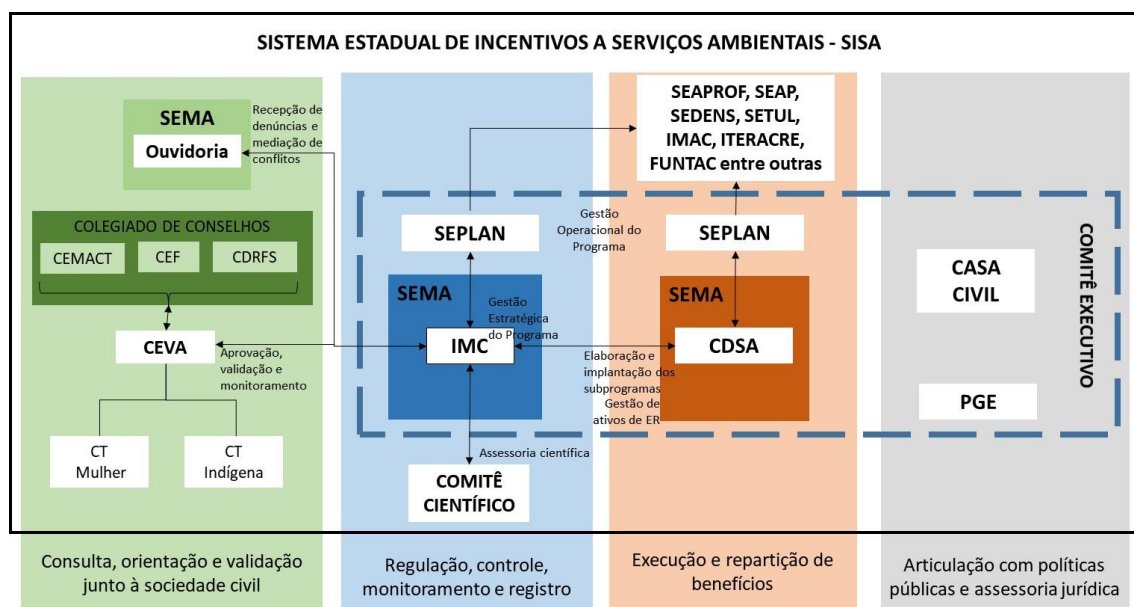 SISTEMA ESTADUAL DE INCENTIVOS A SERVIÇOS AMBIENTAIS - SISA
SEMA
Ouvidoria
Recepção de
denúncias e
mediação de
conflitos
COLEGIADO DE CONSELHOS
CEMACT
CEF
CDRFS
CEVA
Aprovação,
validação e
monitoramento
CT
Mulher
CT
Indígena
Consulta, orientação e validação
junto à sociedade civil
SEPLAN
SEMA
Gestão
Estratégica
do Programa
IMC
Assessoria científica
COMITÊ
CIENTÍFICO
Regulação, controle,
monitoramento e registro
SEAPROF, SEAP,
SEDENS, SETUL,
IMAC, ITERACRE,
FUNTAC entre outras
Gestão
Operacional do
Programa
SEPLAN
SEMA
CDSA
Elaboração e
implantação dos
subprogramas
Gestão de
ativos de ER
Execução e repartição de
benefícios
CASA
CIVIL
PGE
COMITÊ EXECUTIVO
Articulação com políticas
públicas e assessoria jurídica